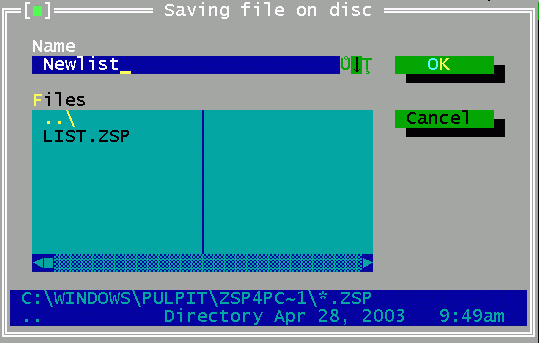 Saving file on disc
Name
Newlist_
OK
Files
..\
Cancel
LIST.ZSP
C:\WINDOWS\PULPIT\ZSP4PC~1\*.ZSP
.. Directory Apr 28, 2003 9:49am